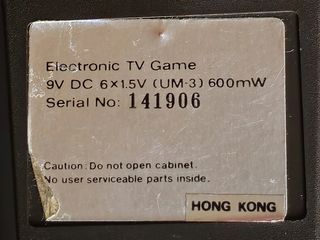 Electronic TV Game
9V DC 6×1.5V (UM-3) 600mW
Serial No: 141906
Caution: Do not open cabinet.
No user serviceable parts inside.
HONG KONG